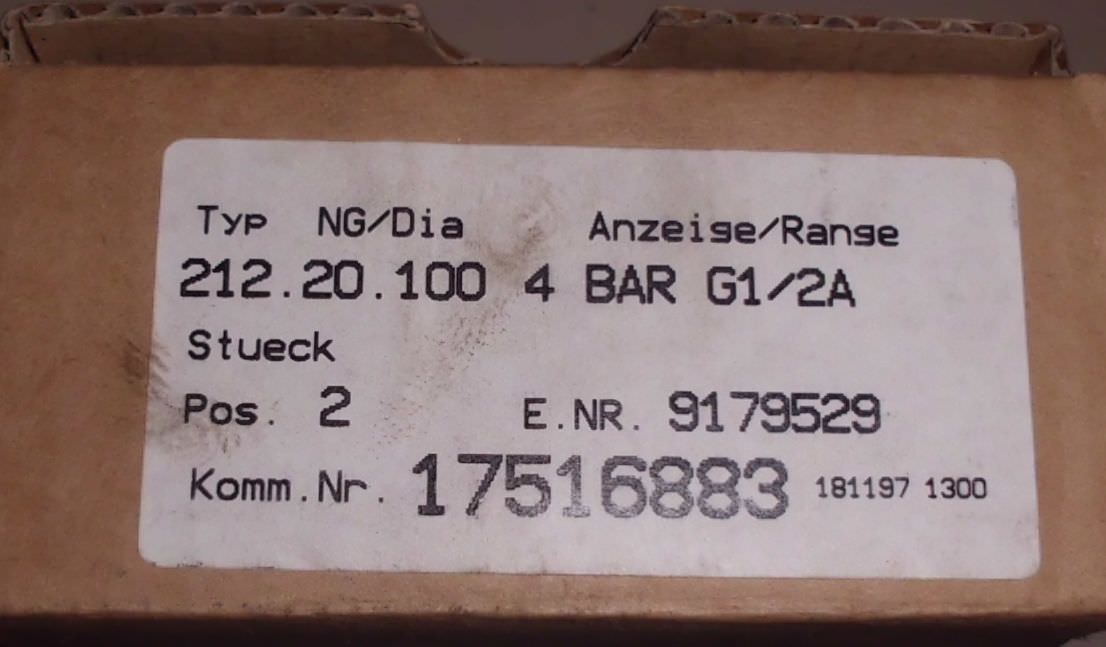 Typ NG/Dia Anzeige/Range
212.20.100 4 BAR G1/2A
Stueck
Pos. 2 E.NR. 9179529
Komm.Nr. 17516883 181197 1300